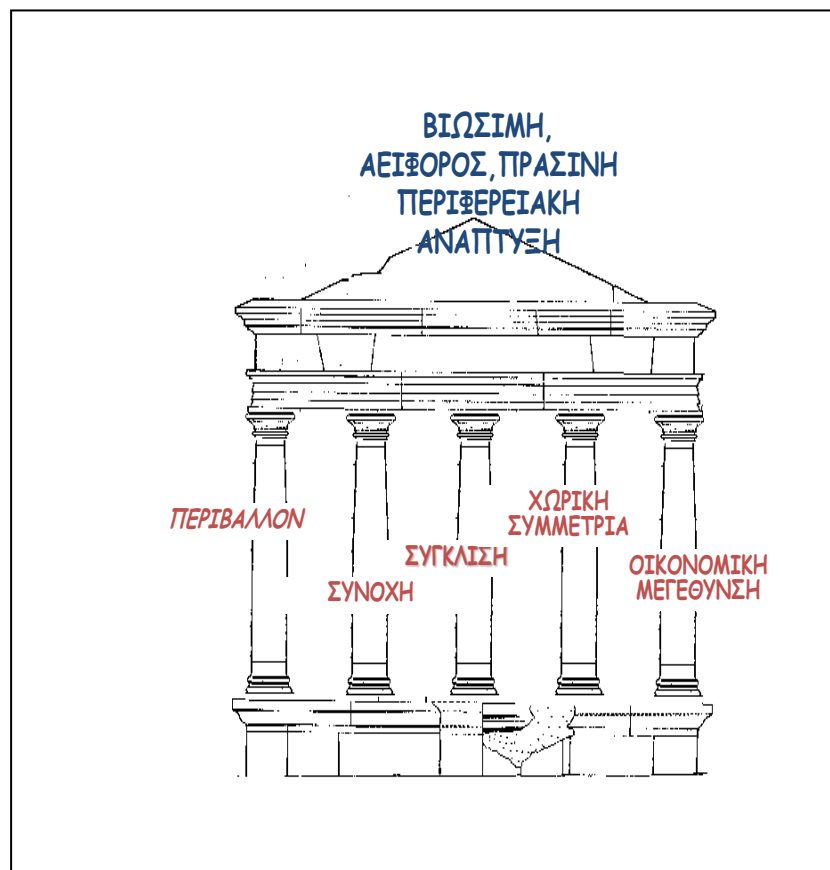 ΒΙΩΣΙΜΗ,
ΑΕΙΦΟΡΟΣ, ΠΡΑΣΙΝΗ
ΠΕΡΙΦΕΡΕΙΑΚΗ
ΑΝΑΠΤΥΞΗ
ΠΕΡΙΒΑΛΛΟΝ
ΣΥΝΟΧΗ
ΣΥΓΚΛΙΣΗ
ΧΩΡΙΚΗ
ΣΥΜΜΕΤΡΙΑ
ΟΙΚΟΝΟΜΙΚΗ
ΜΕΓΕΘΥΝΣΗ